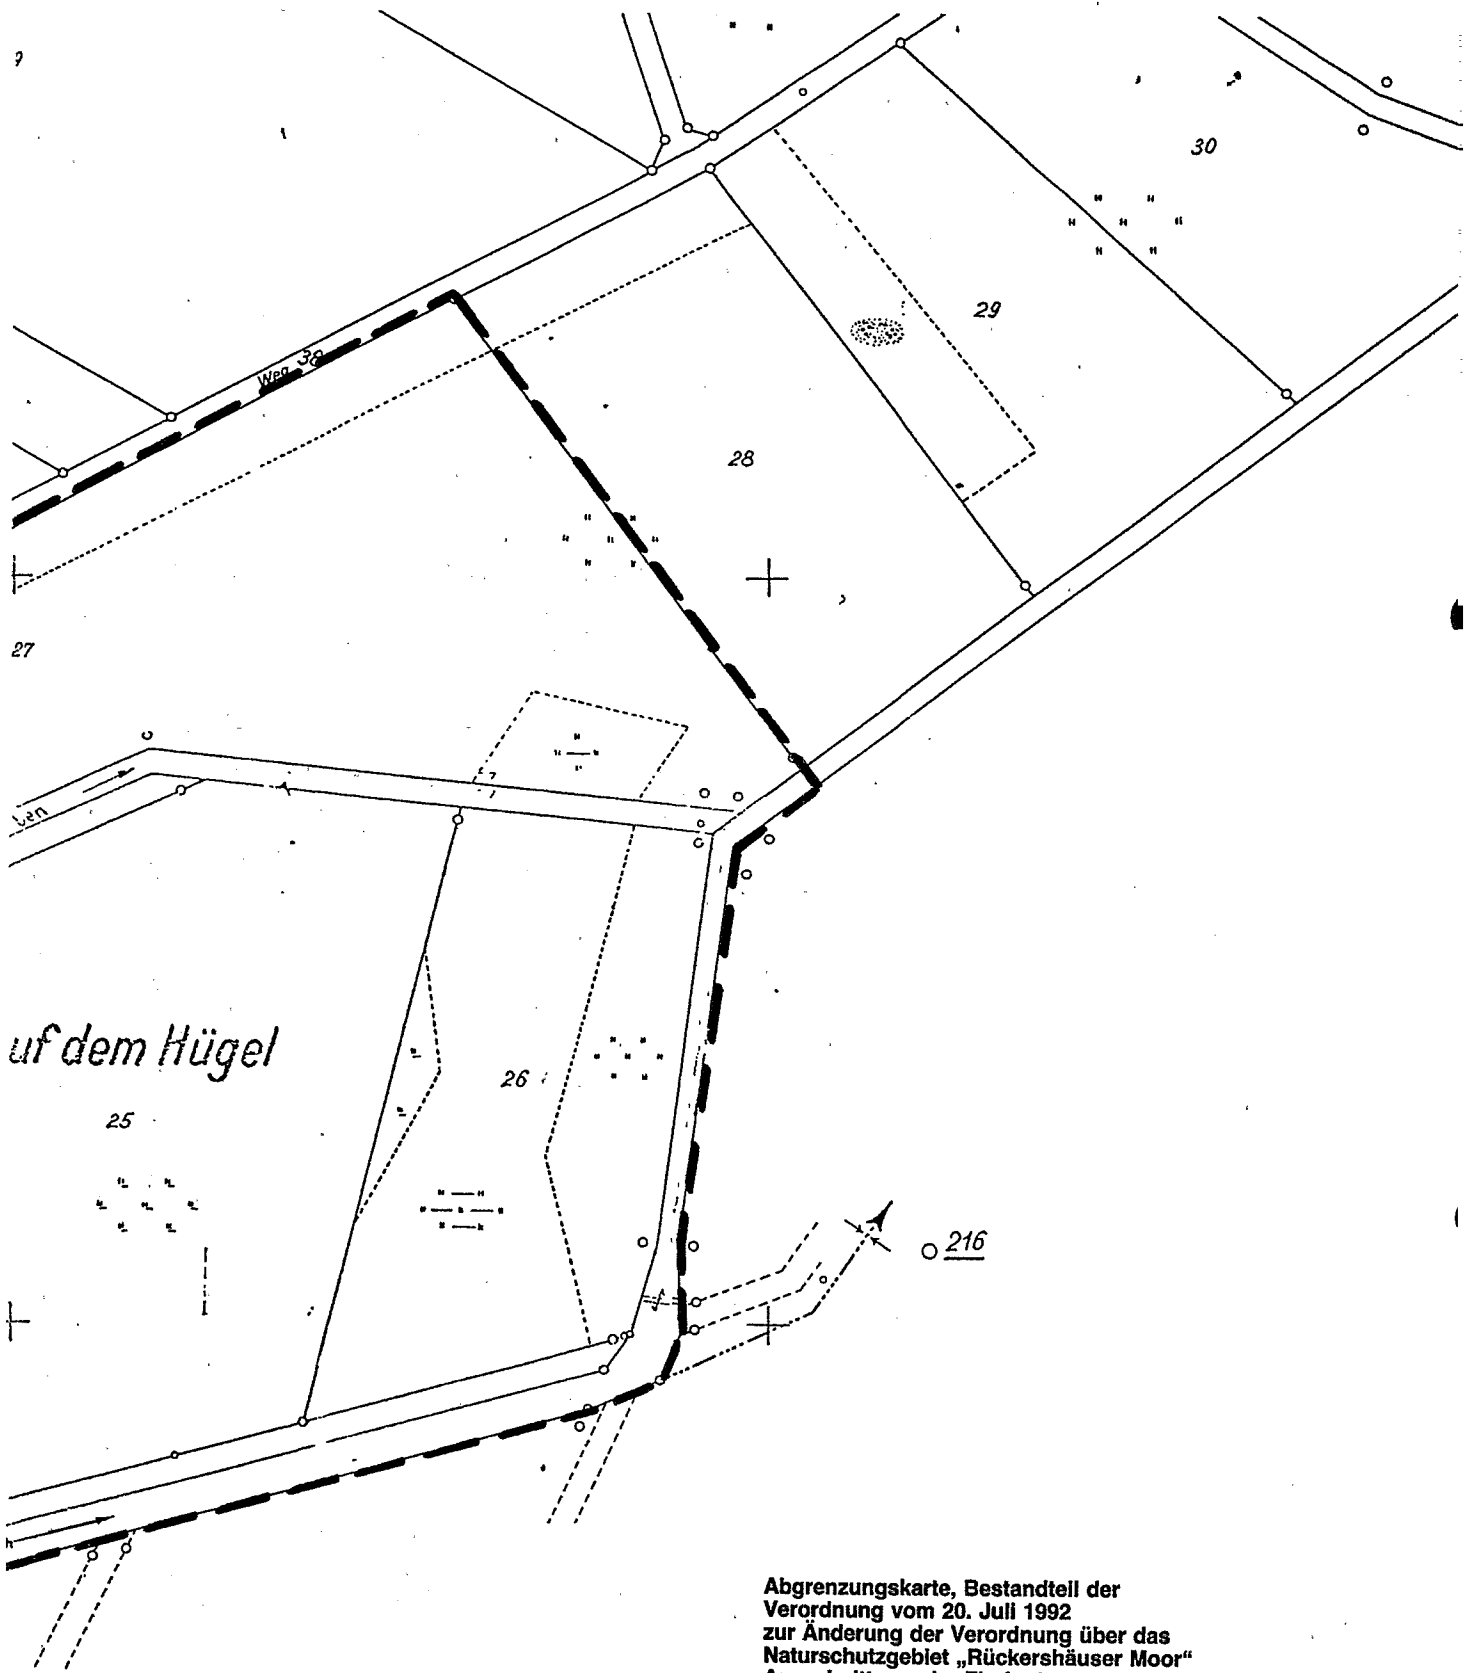 30
29
Weg 38
28
27
ben
uf dem Hügel
26
25
216
h
Abgrenzungskarte, Bestandteil der
Verordnung vom 20. Juli 1992
zur Änderung der Verordnung über das
Naturschutzgebiet „Rückershäuser Moor“